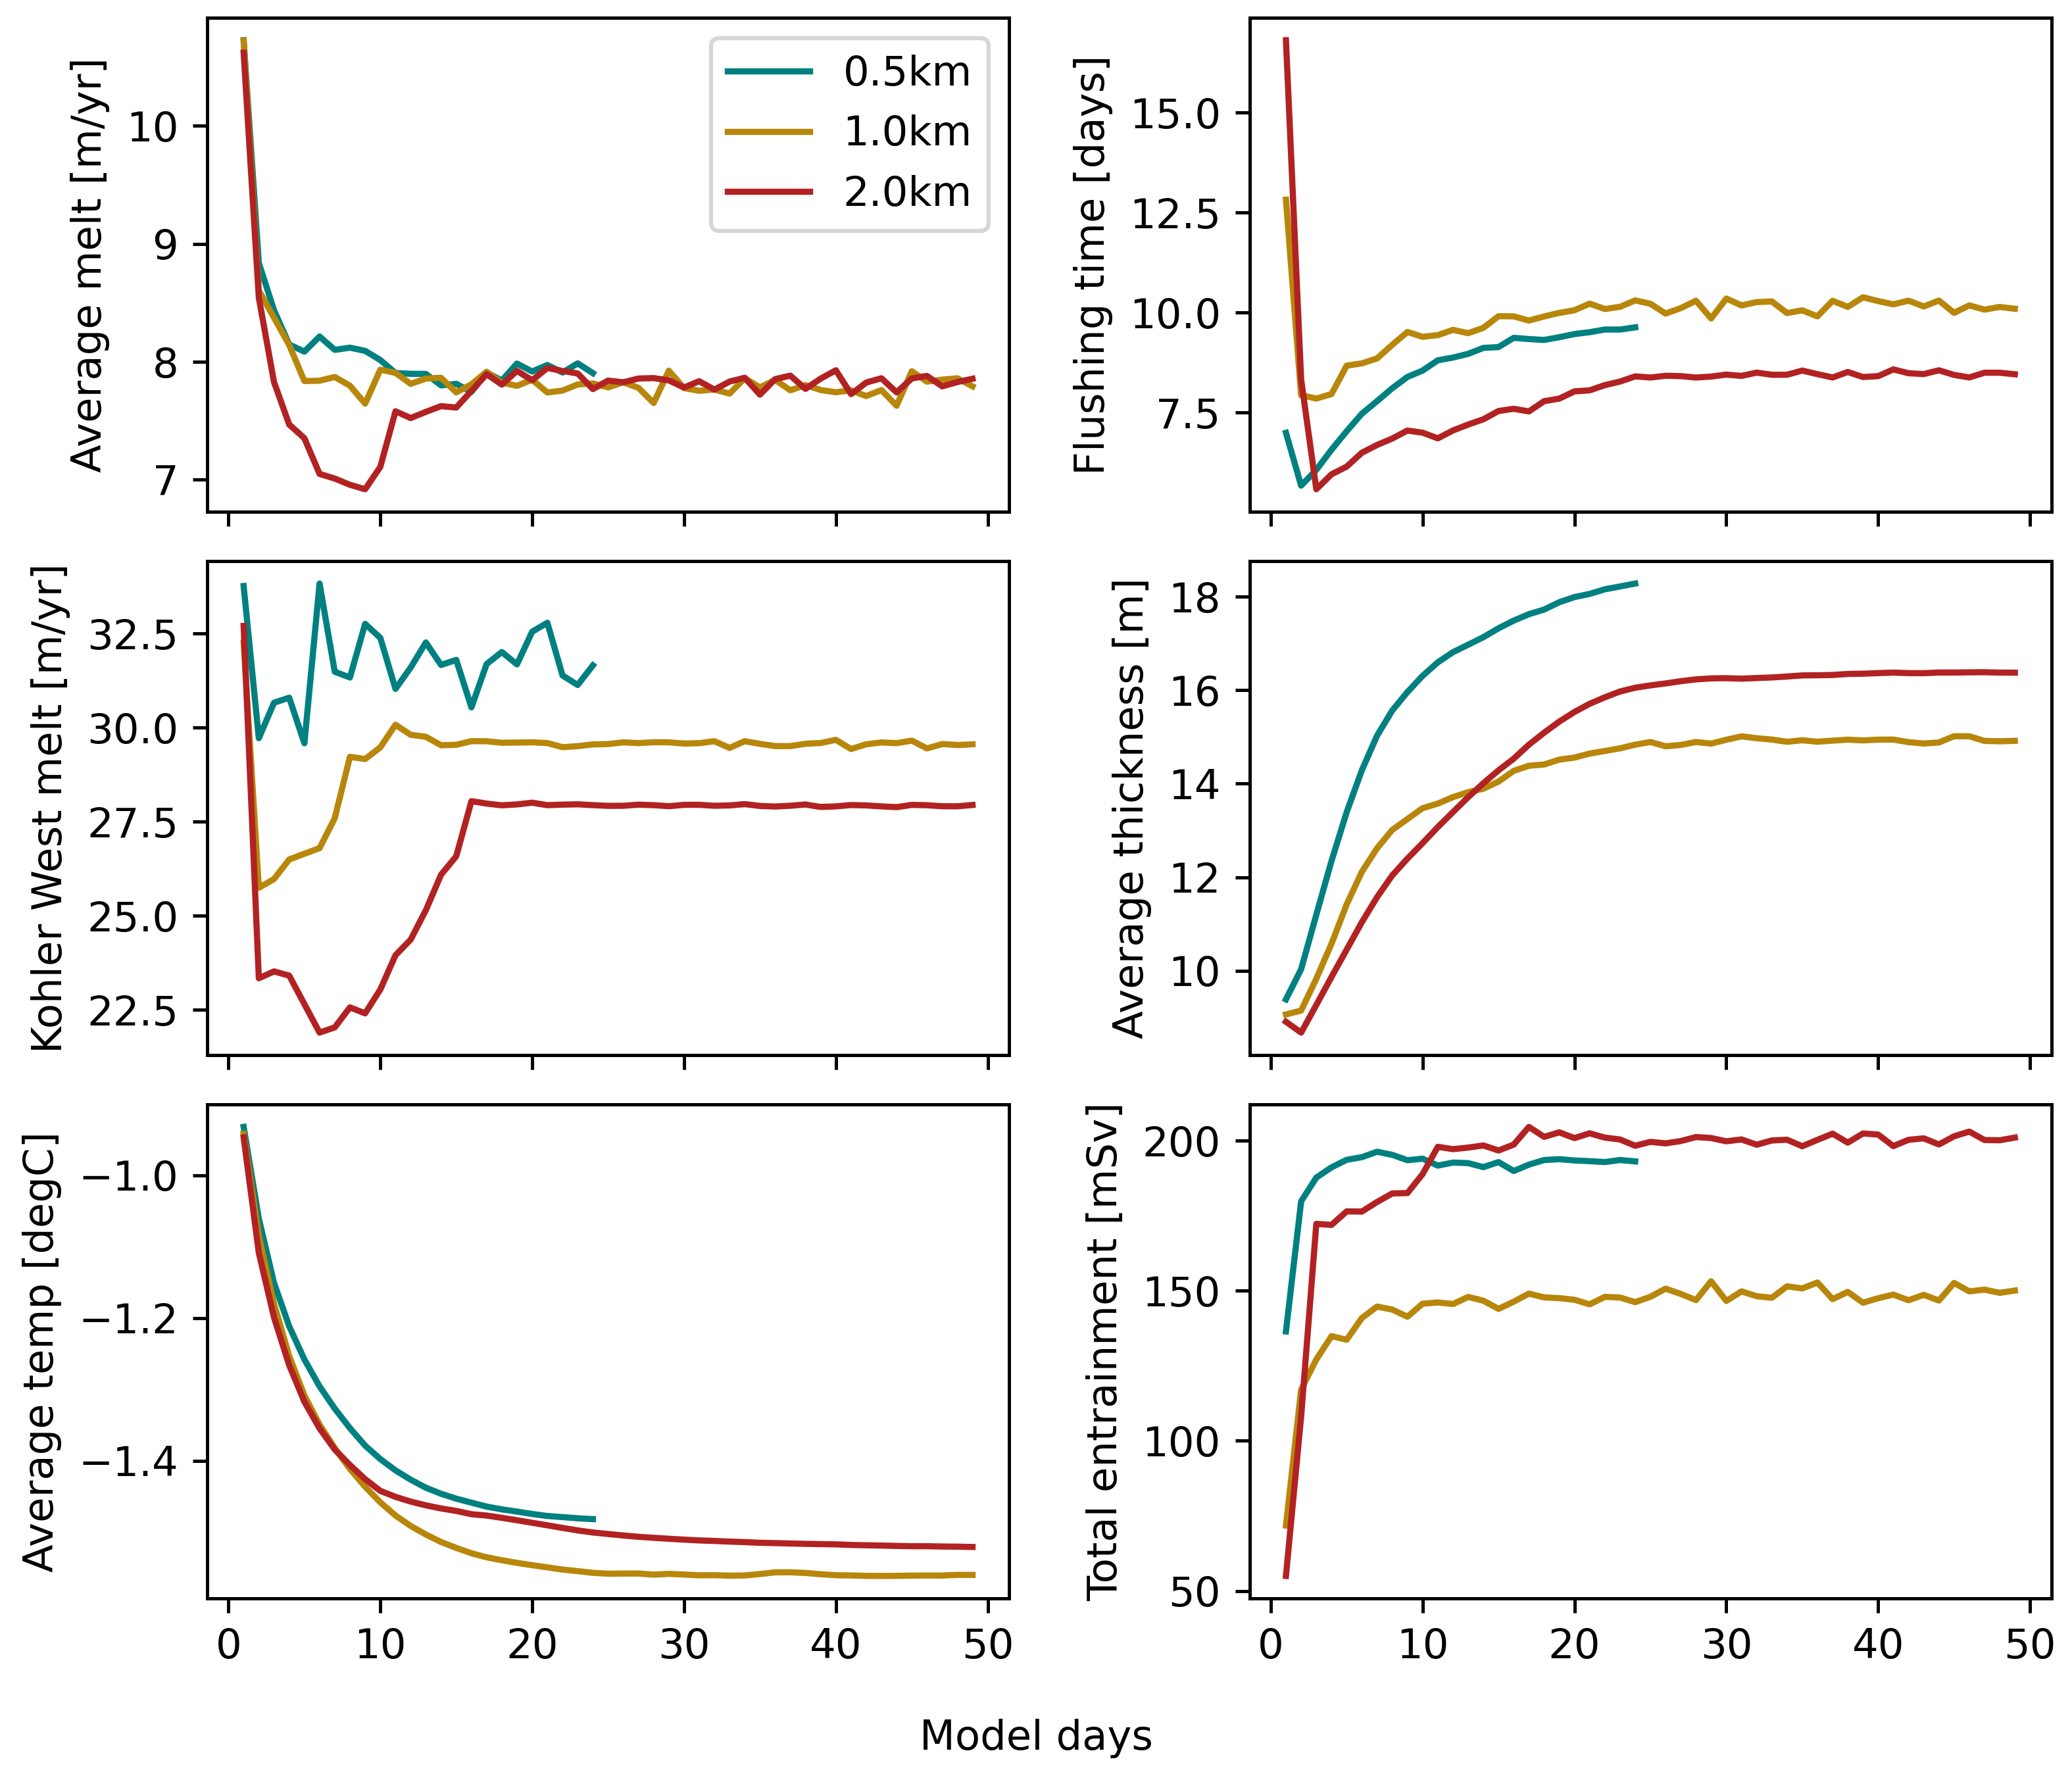 Average melt [m/yr]
10
9
8
7
0.5km
1.0km
2.0km
Flushing time [days]
15.0
12.5
10.0
7.5
Kohler West melt [m/yr]
32.5
30.0
27.5
25.0
22.5
Average thickness [m]
18
16
14
12
10
Average temp [degC]
−1.0
−1.2
−1.4
0 10 20 30 40 50
Total entrainment [mSv]
200
150
100
50
0 10 20 30 40 50
Model days